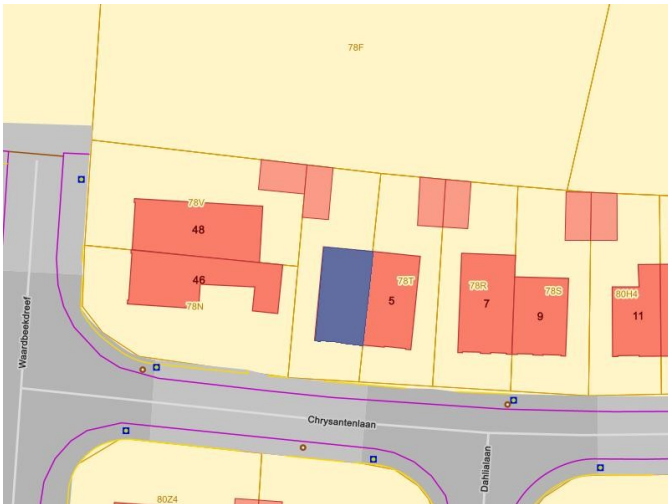 78F
78V
48
46
78N
78T
5
78R
7
78S
9
80H4
11
Waardbeekdreef
Chrysantenlaan
Dahlialaan
80Z4